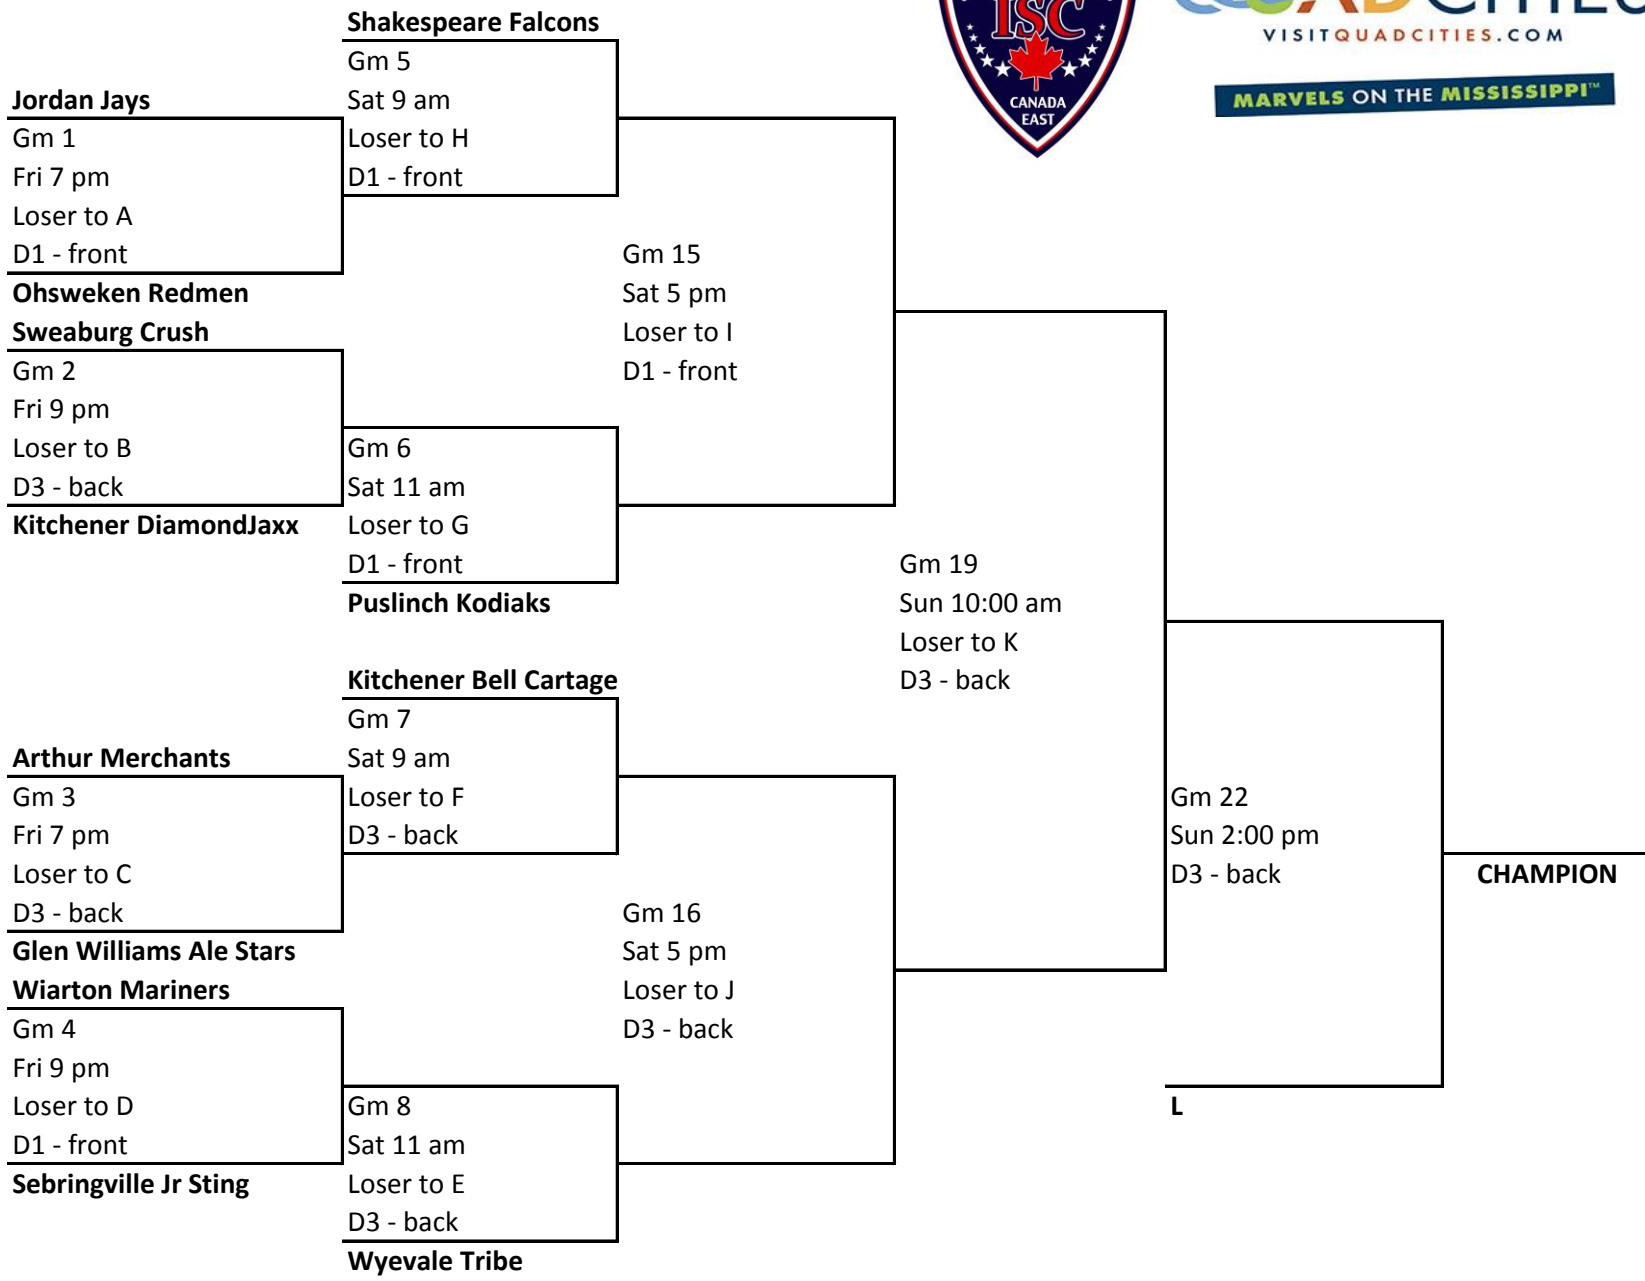 Shakespeare Falcons
Gm 5
Sat 9 am
Loser to H
D1 - front
Jordan Jays
Gm 1
Fri 7 pm
Loser to A
D1 - front
Ohsweken Redmen
Sweaburg Crush
Gm 2
Fri 9 pm
Loser to B
D3 - back
Kitchener DiamondJaxx
Gm 6
Sat 11 am
Loser to G
D1 - front
Puslinch Kodiaks
Gm 15
Sat 5 pm
Loser to I
D1 - front
Kitchener Bell Cartage
Gm 7
Sat 9 am
Loser to F
D3 - back
Arthur Merchants
Gm 3
Fri 7 pm
Loser to C
D3 - back
Glen Williams Ale Stars
Wiarton Mariners
Gm 4
Fri 9 pm
Loser to D
D1 - front
Sebringville Jr Sting
Gm 8
Sat 11 am
Loser to E
D3 - back
Wyevale Tribe
Gm 16
Sat 5 pm
Loser to J
D3 - back
Gm 19
Sun 10:00 am
Loser to K
D3 - back
Gm 22
Sun 2:00 pm
D3 - back
L
CHAMPION
ISC
CANADA
EAST
VISITQUADCITIES.COM
MARVELS ON THE MISSISSIPPI™